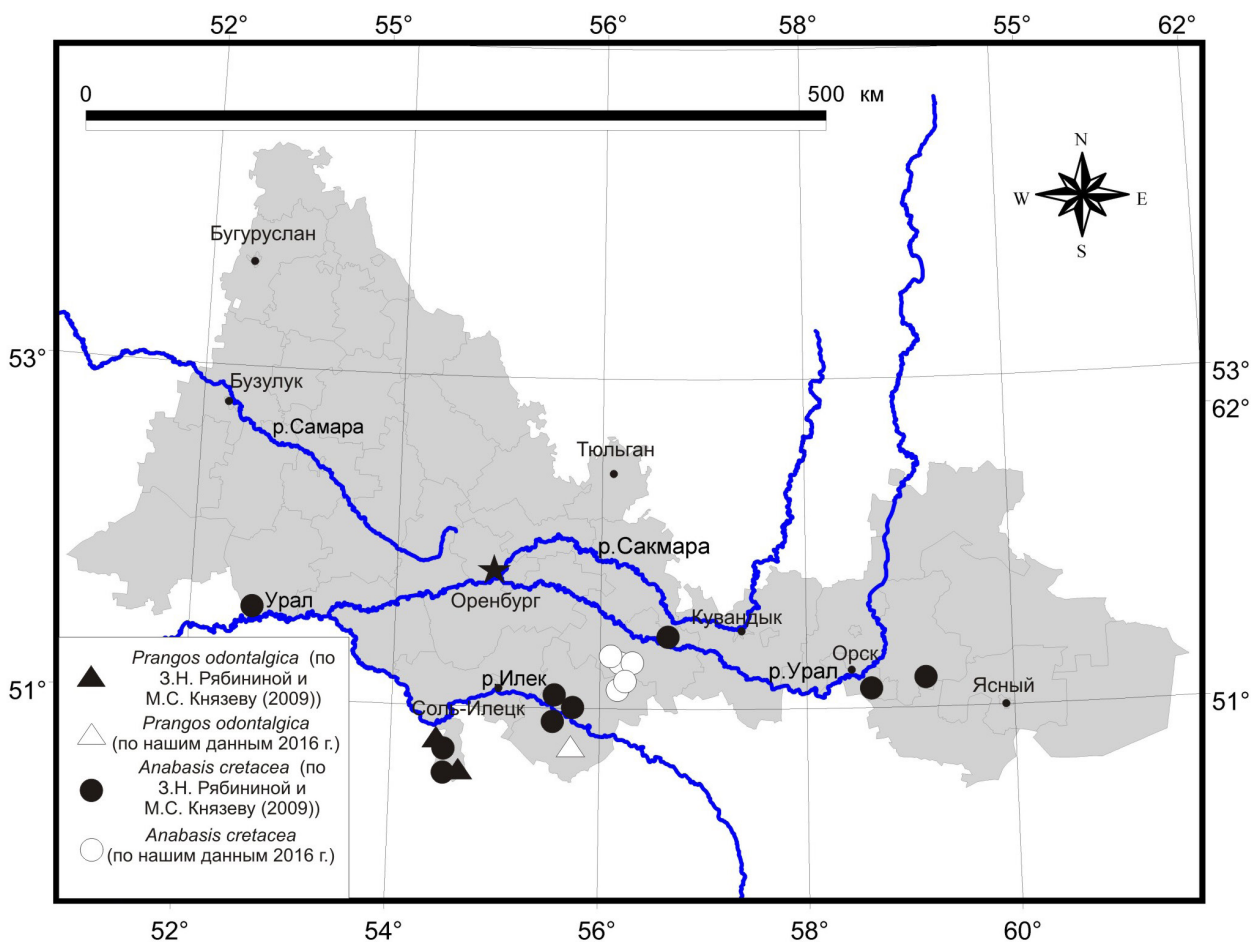 52° 55° 56° 58° 55° 62°
0 500 км
N
W E
S
Бугуруслан
53° 53°
62°
Бузулук
р.Самара
Тюльган
р.Сакмара
Оренбург
Урал
Кувандык
р.Урал
Орск
Ясный
р.Илек
Соль-Илецк
51° 51°
Prangos odontalgica (по
З.Н. Рябининой и
М.С. Князеву (2009))
Prangos odontalgica
(по нашим данным 2016 г.)
Anabasis cretacea (по
З.Н. Рябининой и
М.С. Князеву (2009))
Anabasis cretacea
(по нашим данным 2016 г.)
52° 54° 56° 58° 60°